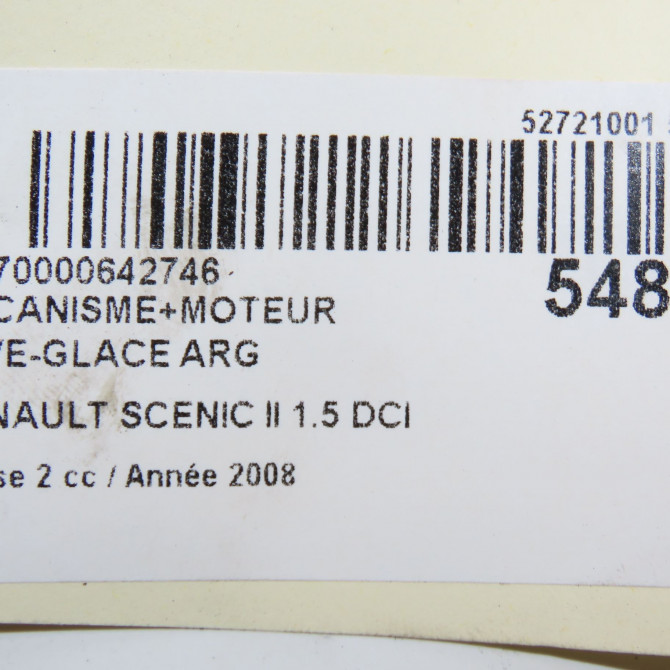 52721001
70000642746
548
CANISME+MOTEUR
VE-GLACE ARG
NAULT SCENIC II 1.5 DCI
se 2 cc / Année 2008